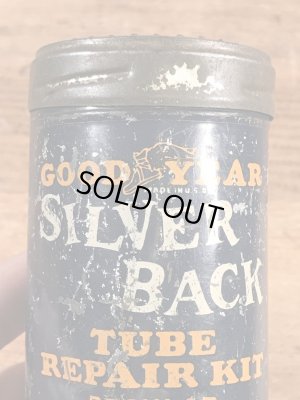 GOOD YEAR
SILVER
BACK
SOLD OUT
TUBE
REPAIR KIT